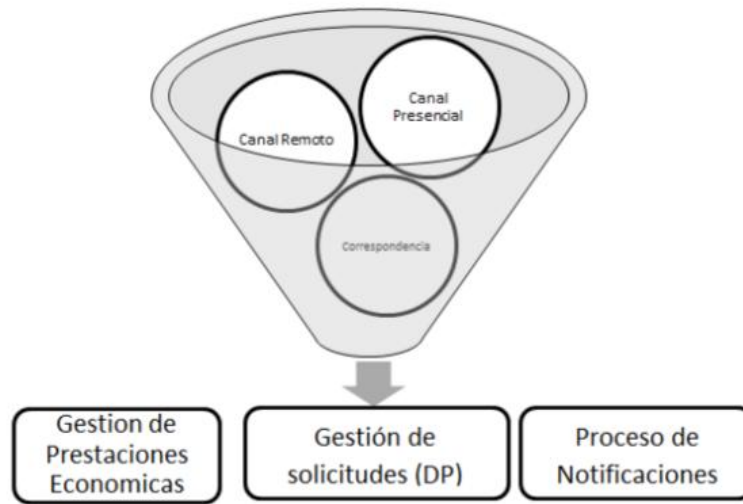 Canal
Presencial
Canal Remoto
Correspondencia
Gestion de
Prestaciones
Economicas
Gestión de
solicitudes (DP)
Proceso de
Notificaciones